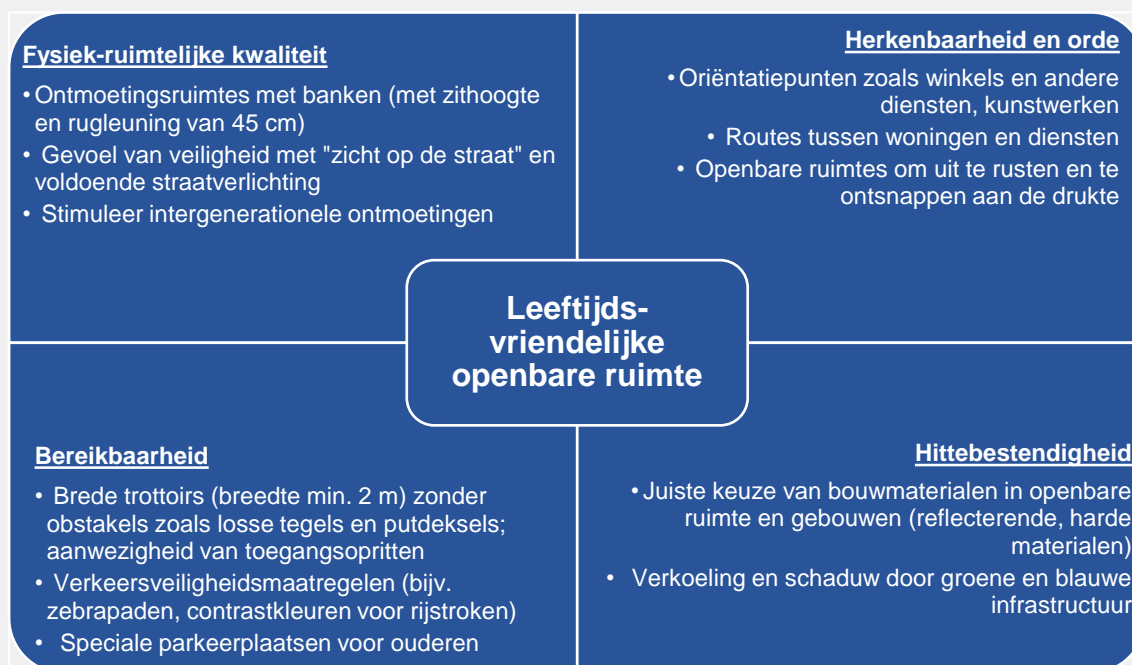 Fysiek-ruimtelijke kwaliteit
• Ontmoetingsruimtes met banken (met zithoogte
en rugleuning van 45 cm)
• Gevoel van veiligheid met "zicht op de straat" en
voldoende straatverlichting
• Stimuleer intergenerationele ontmoetingen
Herkenbaarheid en orde
• Oriëntatiepunten zoals winkels en andere
diensten, kunstwerken
• Routes tussen woningen en diensten
• Openbare ruimtes om uit te rusten en te
ontsnappen aan de drukte
Leeftijds-
vriendelijke
openbare ruimte
Bereikbaarheid
• Brede trottoirs (breedte min. 2 m) zonder
obstakels zoals losse tegels en putdeksels;
aanwezigheid van toegangsopritten
• Verkeersveiligheidsmaatregelen (bijv.
zebrapaden, contrastkleuren voor rijstroken)
• Speciale parkeerplaatsen voor ouderen
Hittebestendigheid
• Juiste keuze van bouwmaterialen in openbare
ruimte en gebouwen (reflecterende, harde
materialen)
• Verkoeling en schaduw door groene en blauwe
infrastructuur